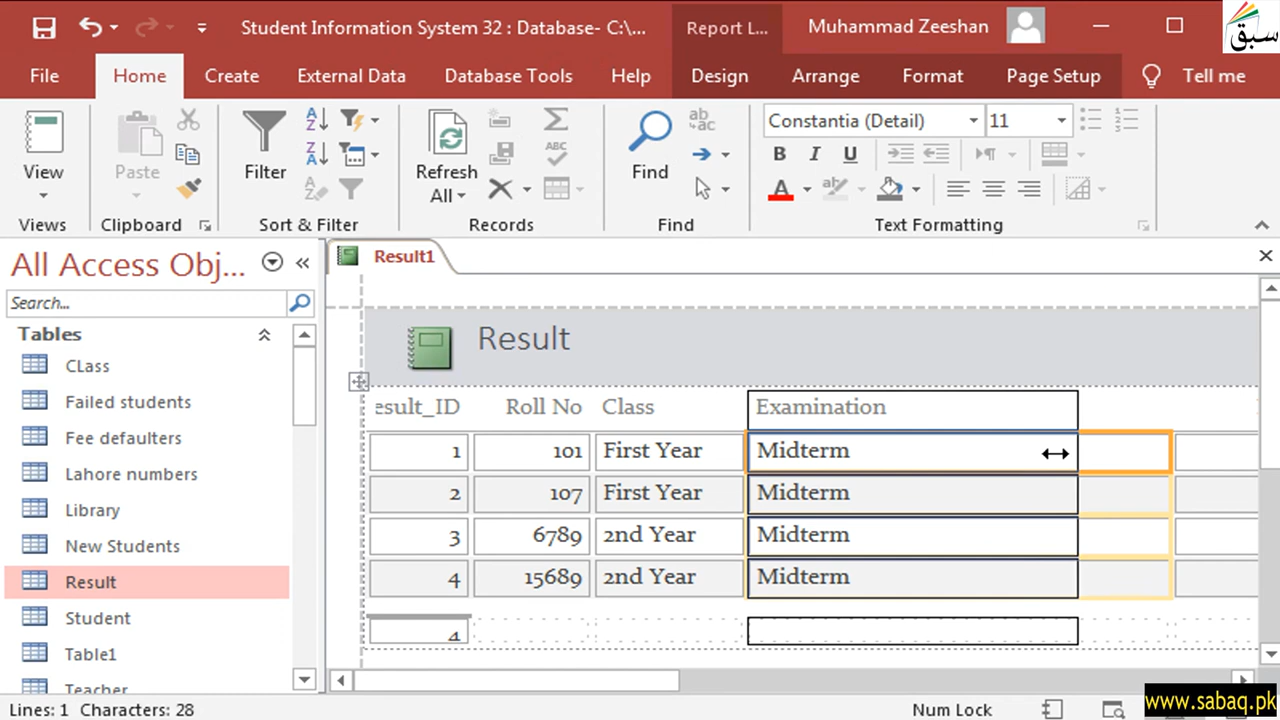 Student Information System 32 : Database- C:\...
Report L...
Muhammad Zeeshan
سبق
File Home Create External Data Database Tools Help Design Arrange Format Page Setup Tell me
View
Paste
Filter
Refresh All
ABC
Find
ab
ac
Constantia (Detail) 11
B I U
A
Views Clipboard Sort & Filter Records Find Text Formatting
All Access Obj...
Search...
Tables
CLass
Failed students
Fee defaulters
Lahore numbers
Library
New Students
Result
Student
Table1
Teacher
Result1
Result
esult_ID Roll No Class Examination
1 101 First Year Midterm
2 107 First Year Midterm
3 6789 2nd Year Midterm
4 15689 2nd Year Midterm
4
Lines: 1 Characters: 28
Num Lock
www.sabaq.pk